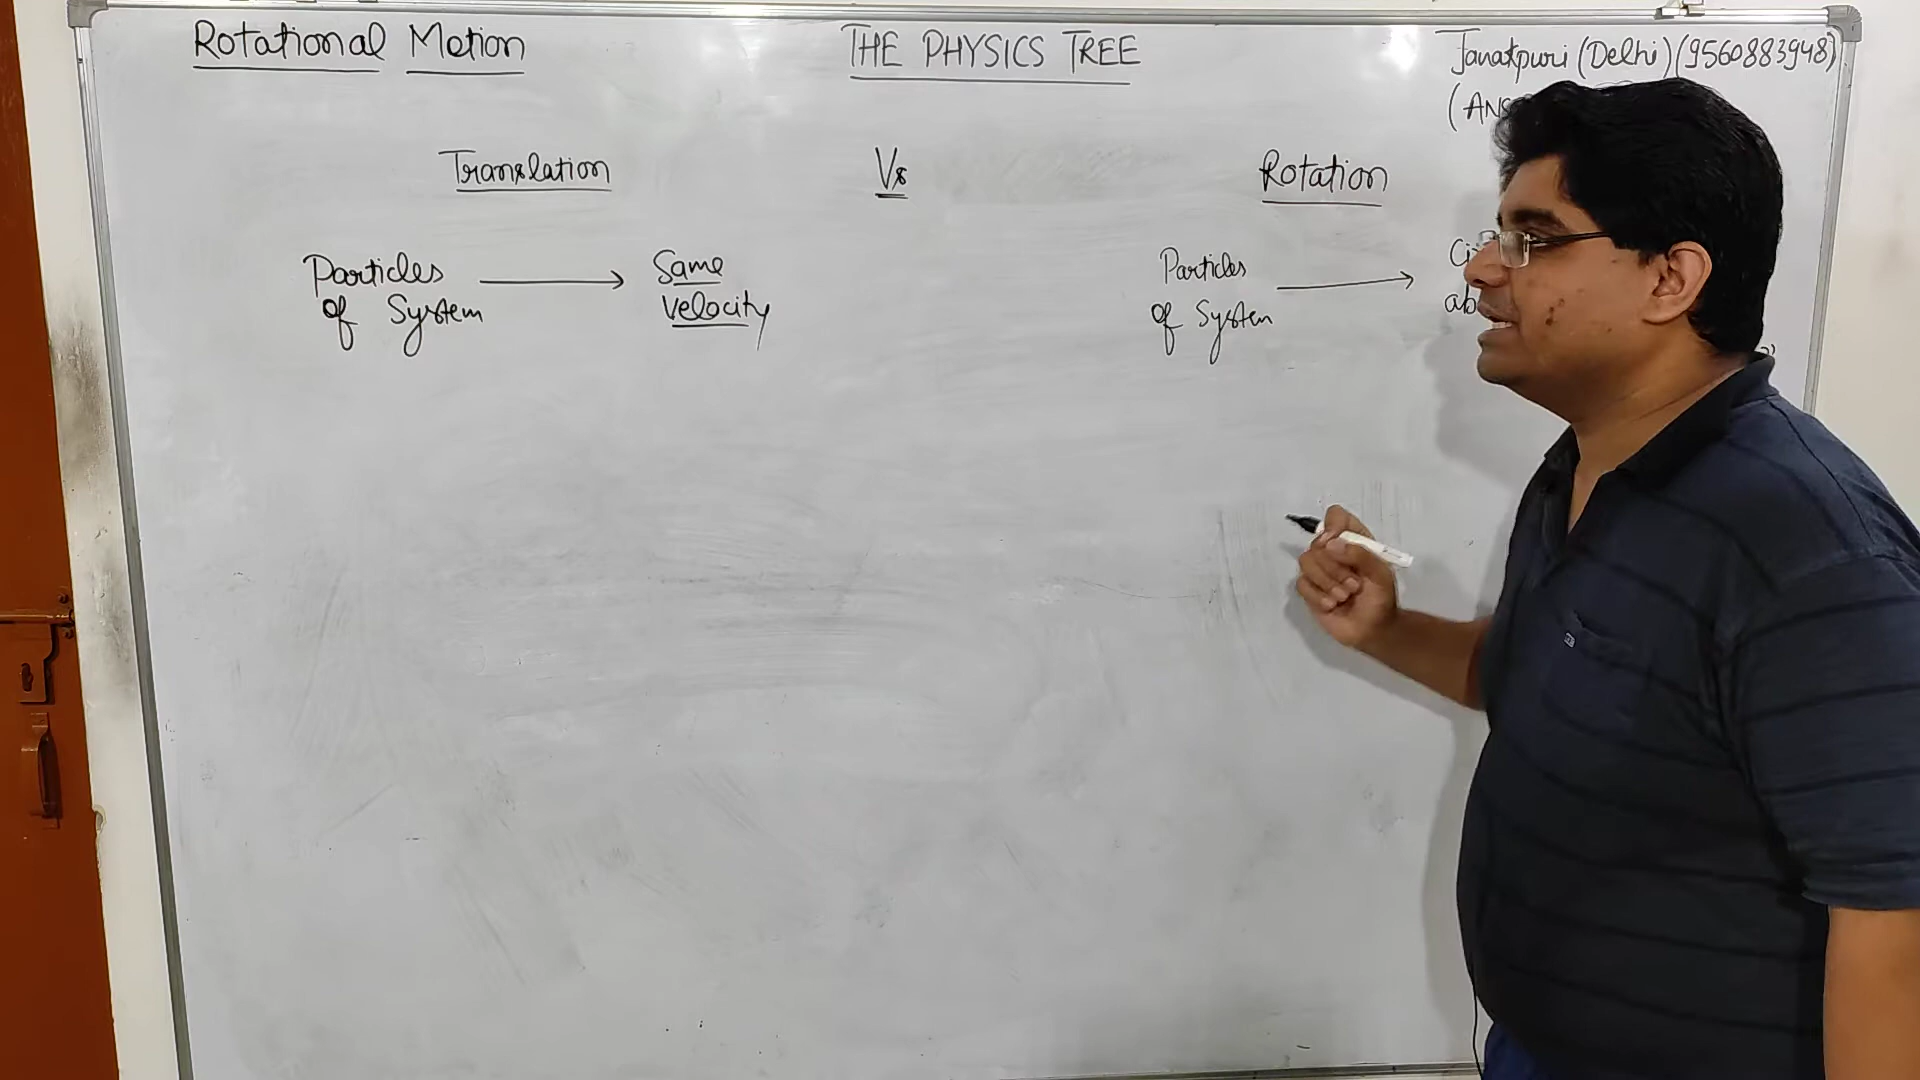 Rotational Motion
THE PHYSICS TREE
Janakpuri (Delhi) (9560883948)
Translation
Vs
Rotation
Particles
of System
Same
velocity
Particles
of System